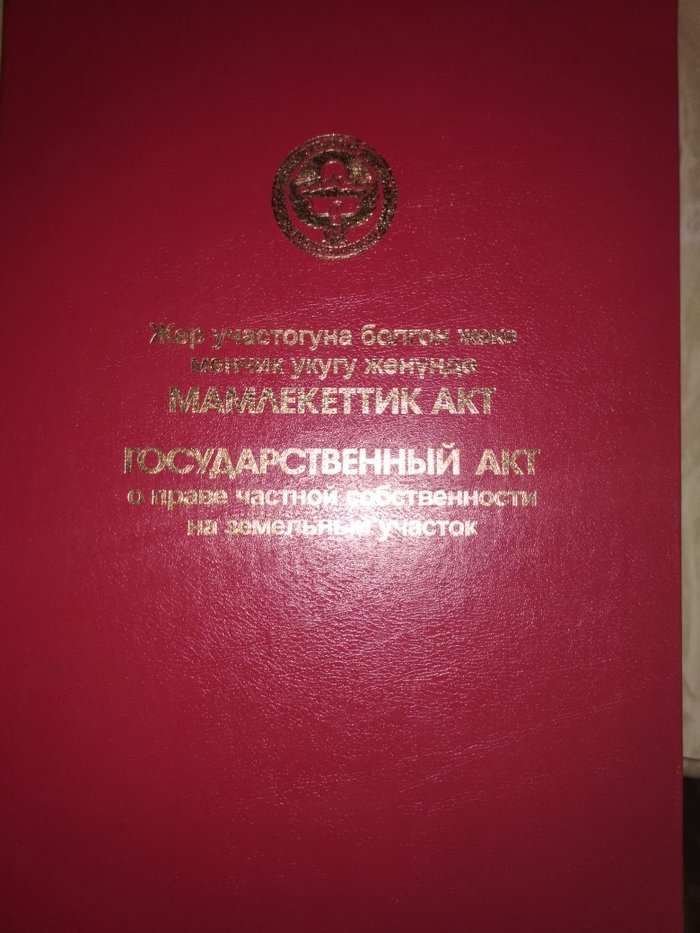 Жер участогуна болгон жеке
менчик укугу жөнүндө
МАМЛЕКЕТТИК АКТ
ГОСУДАРСТВЕННЫЙ АКТ
о праве частной собственности
на земельный участок